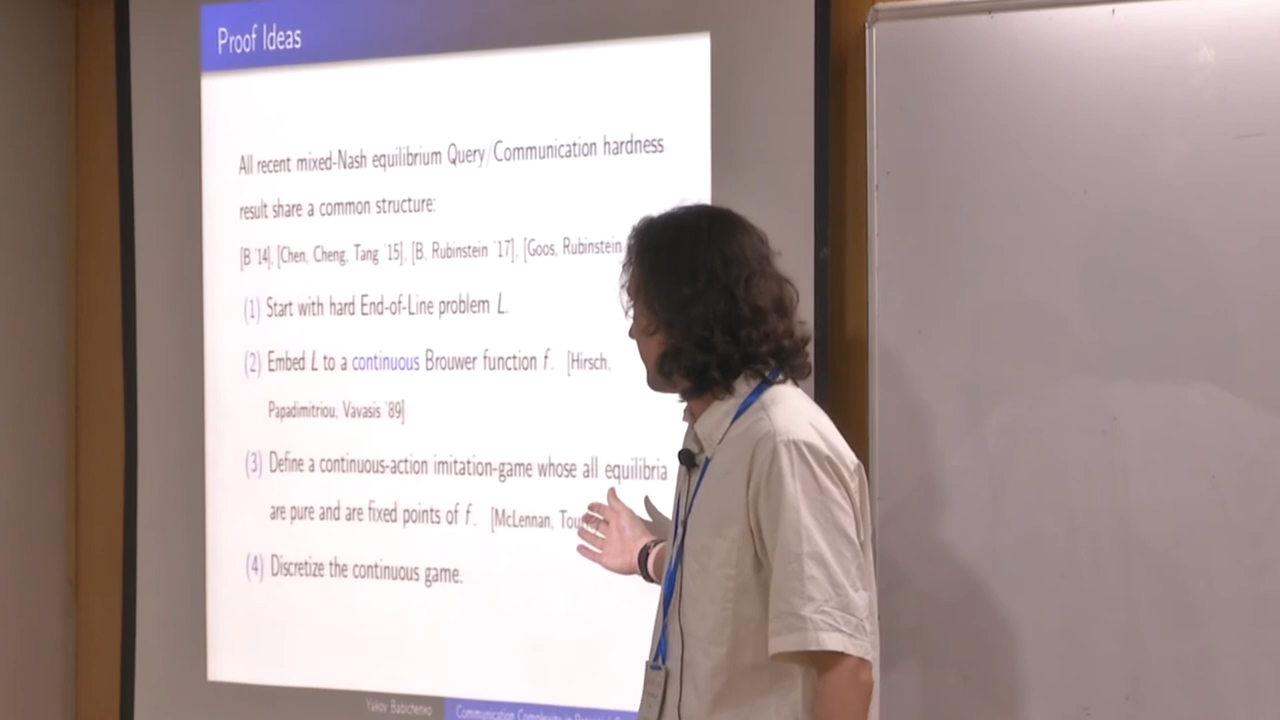 Proof Ideas
All recent mixed-Nash equilibrium Query/Communication hardness
result share a common structure:
[B '14], [Chen, Cheng, Tang '15], [B. Rubinstein '17], [Goos, Rubinstein
(1) Start with hard End-of-Line problem L.
(2) Embed L to a continuous Brouwer function f. [Hirsch,
Papadimitriou, Vavasis '89]
(3) Define a continuous-action imitation-game whose all equilibria
are pure and are fixed points of f. [McLennan,
(4) Discretize the continuous game.
Yakov Babichenko
Communication Complexity in